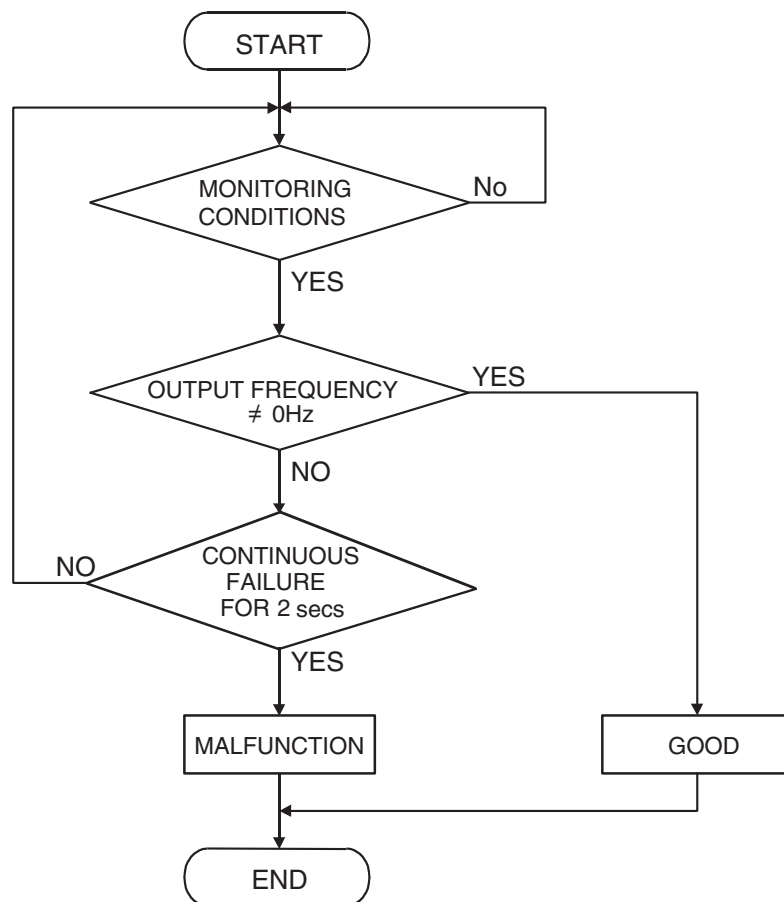 START
MONITORING
CONDITIONS
No
YES
OUTPUT FREQUENCY
≠ 0Hz
YES
NO
CONTINUOUS
FAILURE
FOR 2 secs
NO
YES
MALFUNCTION
GOOD
END